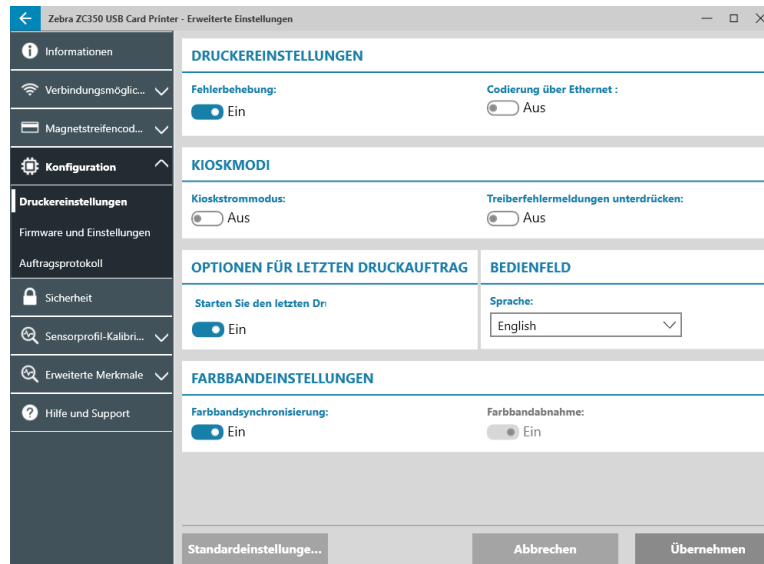 Zebra ZC350 USB Card Printer - Erweiterte Einstellungen
Informationen
Verbindungsmöglic...
Magnetstreifencod...
Konfiguration
Druckereinstellungen
Firmware und Einstellungen
Auftragsprotokoll
Sicherheit
Sensorprofil-Kalibri...
Erweiterte Merkmale
Hilfe und Support
DRUCKEREINSTELLUNGEN
Fehlerbehebung:
Ein
Codierung über Ethernet :
Aus
KIOSKMODI
Kioskstrommodus:
Aus
Treiberfehlermeldungen unterdrücken:
Aus
OPTIONEN FÜR LETZTEN DRUCKAUFTRAG
Starten Sie den letzten Dr
Ein
BEDIENFELD
Sprache:
English
FARBBANDEINSTELLUNGEN
Farbbandsynchronisierung:
Ein
Farbbandabnahme:
Ein
Standardeinstellunge...
Abbrechen
Übernehmen